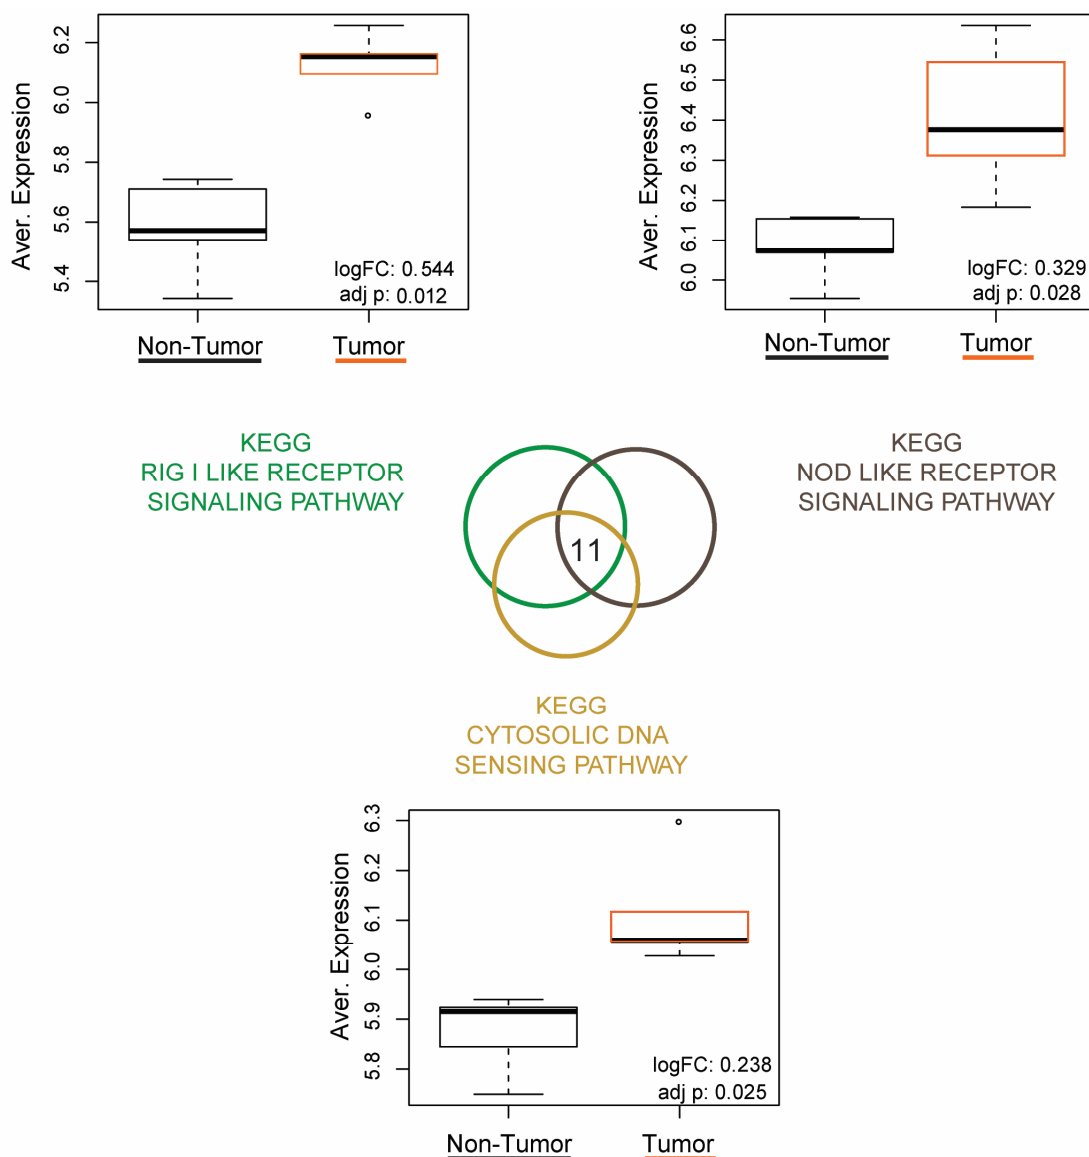 Aver. Expression
6.2
6.0
5.8
5.6
5.4
logFC: 0.544
adj p: 0.012
Non-Tumor
Tumor
Aver. Expression
6.6
6.5
6.4
6.3
6.2
6.1
6.0
logFC: 0.329
adj p: 0.028
Non-Tumor
Tumor
KEGG
RIG I LIKE RECEPTOR
SIGNALING PATHWAY
11
KEGG
NOD LIKE RECEPTOR
SIGNALING PATHWAY
KEGG
CYTOSOLIC DNA
SENSING PATHWAY
Aver. Expression
6.3
6.2
6.1
6.0
5.9
5.8
logFC: 0.238
adj p: 0.025
Non-Tumor
Tumor